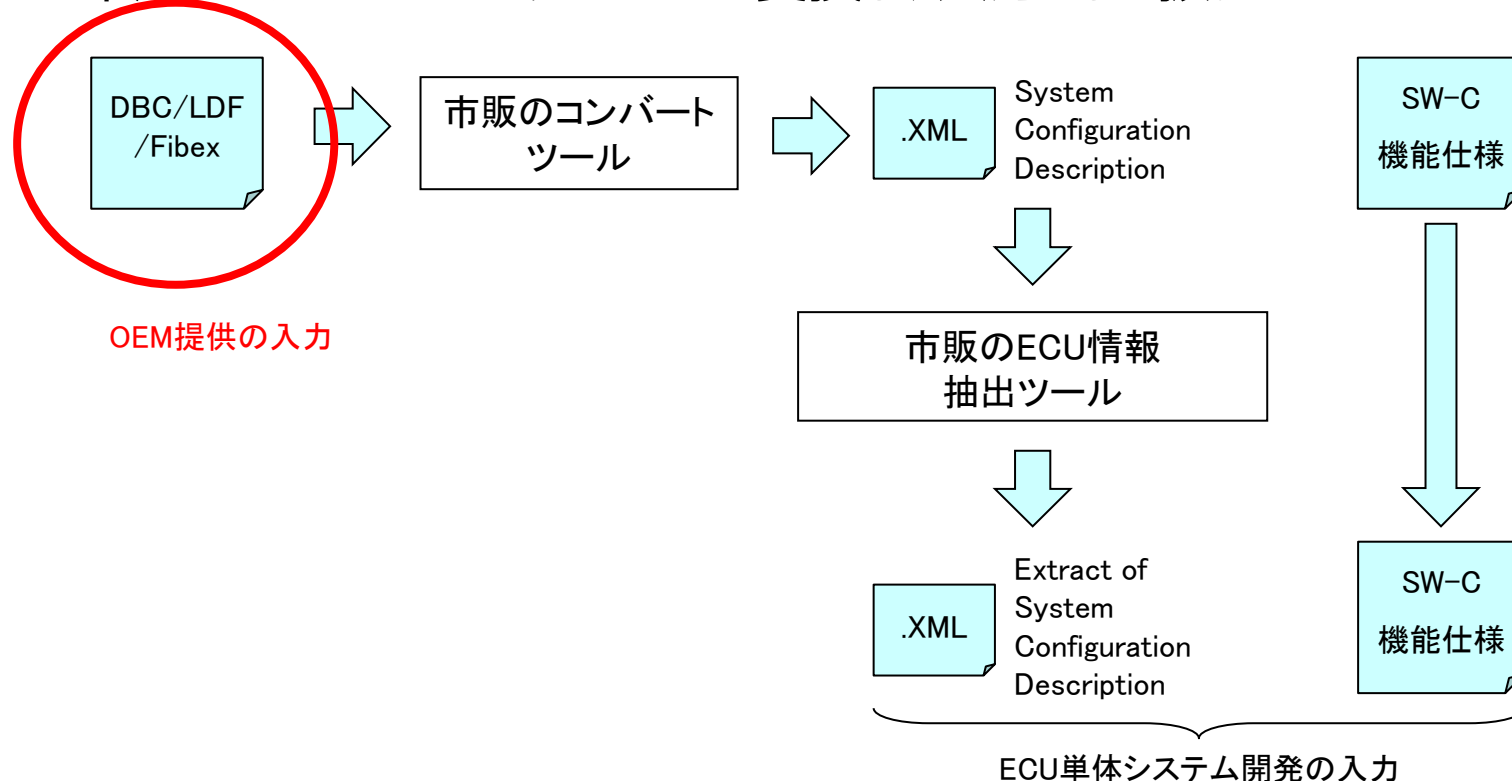 DBC/LDF
/Fibex
市販のコンバート
ツール
.XML
System
Configuration
Description
SW-C
機能仕様
OEM提供の入力
市販のECU情報
抽出ツール
.XML
Extract of
System
Configuration
Description
SW-C
機能仕様
ECU単体システム開発の入力